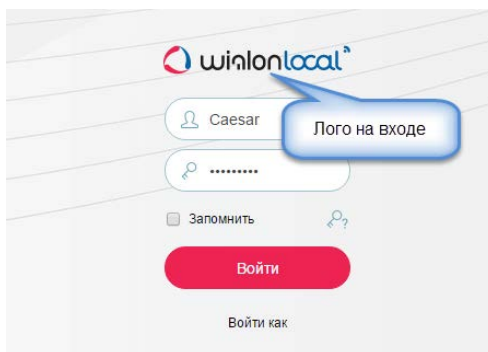 wialonlocal
Caesar
Лого на входе
•••••••••
Запомнить
?
Войти
Войти как